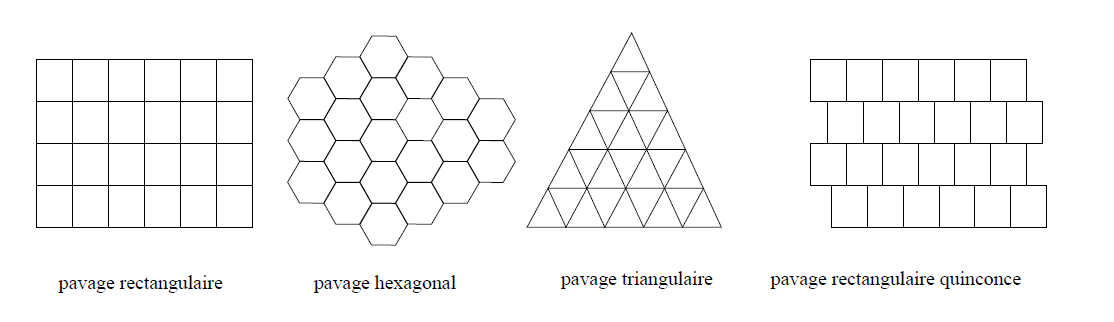 pavage rectangulaire
pavage hexagonal
pavage triangulaire
pavage rectangulaire quinconce